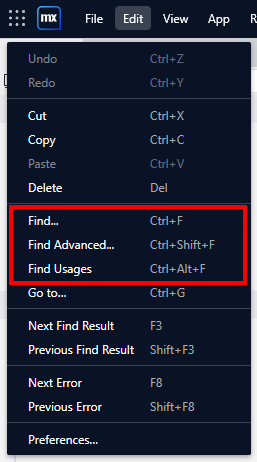 mx File Edit View App
Undo Ctrl+Z
Redo Ctrl+Y
Cut Ctrl+X
Copy Ctrl+C
Paste Ctrl+V
Delete Del
Find... Ctrl+F
Find Advanced... Ctrl+Shift+F
Find Usages Ctrl+Alt+F
Go to... Ctrl+G
Next Find Result F3
Previous Find Result Shift+F3
Next Error F8
Previous Error Shift+F8
Preferences...